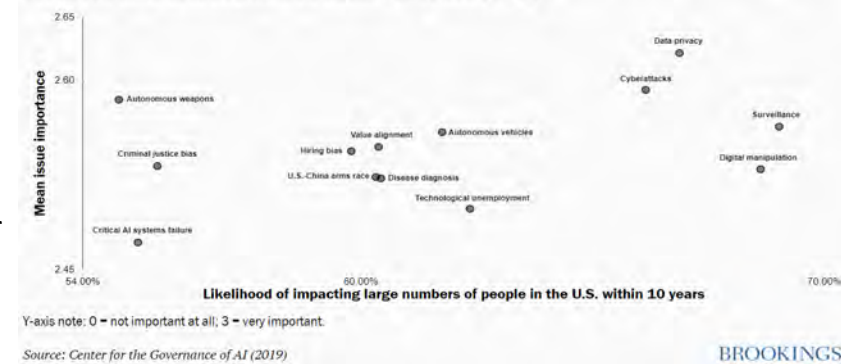 2.65
Data privacy
2.60
Cyberattacks
Autonomous weapons
Surveillance
Value alignment
Autonomous vehicles
Hiring bias
Criminal justice bias
Digital manipulation
U.S.-China arms race
Disease diagnosis
Technological unemployment
Critical AI systems failure
Mean issue importance
2.45
54.00%
60.00%
70.00%
Likelihood of impacting large numbers of people in the U.S. within 10 years
Y-axis note: 0 = not important at all; 3 = very important.
Source: Center for the Governance of AI (2019)
BROOKINGS